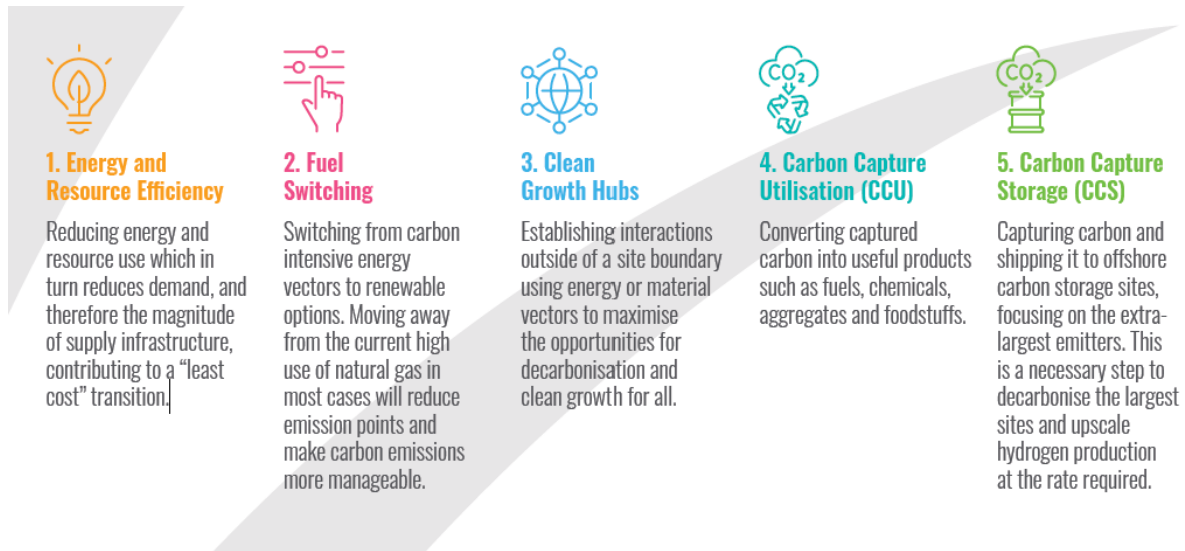 1. Energy and
Resource Efficiency
Reducing energy and
resource use which in
turn reduces demand, and
therefore the magnitude
of supply infrastructure,
contributing to a “least
cost” transition.
2. Fuel
Switching
Switching from carbon
intensive energy
vectors to renewable
options. Moving away
from the current high
use of natural gas in
most cases will reduce
emission points and
make carbon emissions
more manageable.
3. Clean
Growth Hubs
Establishing interactions
outside of a site boundary
using energy or material
vectors to maximise
the opportunities for
decarbonisation and
clean growth for all.
CO₂
4. Carbon Capture
Utilisation (CCU)
Converting captured
carbon into useful products
such as fuels, chemicals,
aggregates and foodstuffs.
CO₂
5. Carbon Capture
Storage (CCS)
Capturing carbon and
shipping it to offshore
carbon storage sites,
focusing on the extra-
largest emitters. This
is a necessary step to
decarbonise the largest
sites and upscale
hydrogen production
at the rate required.